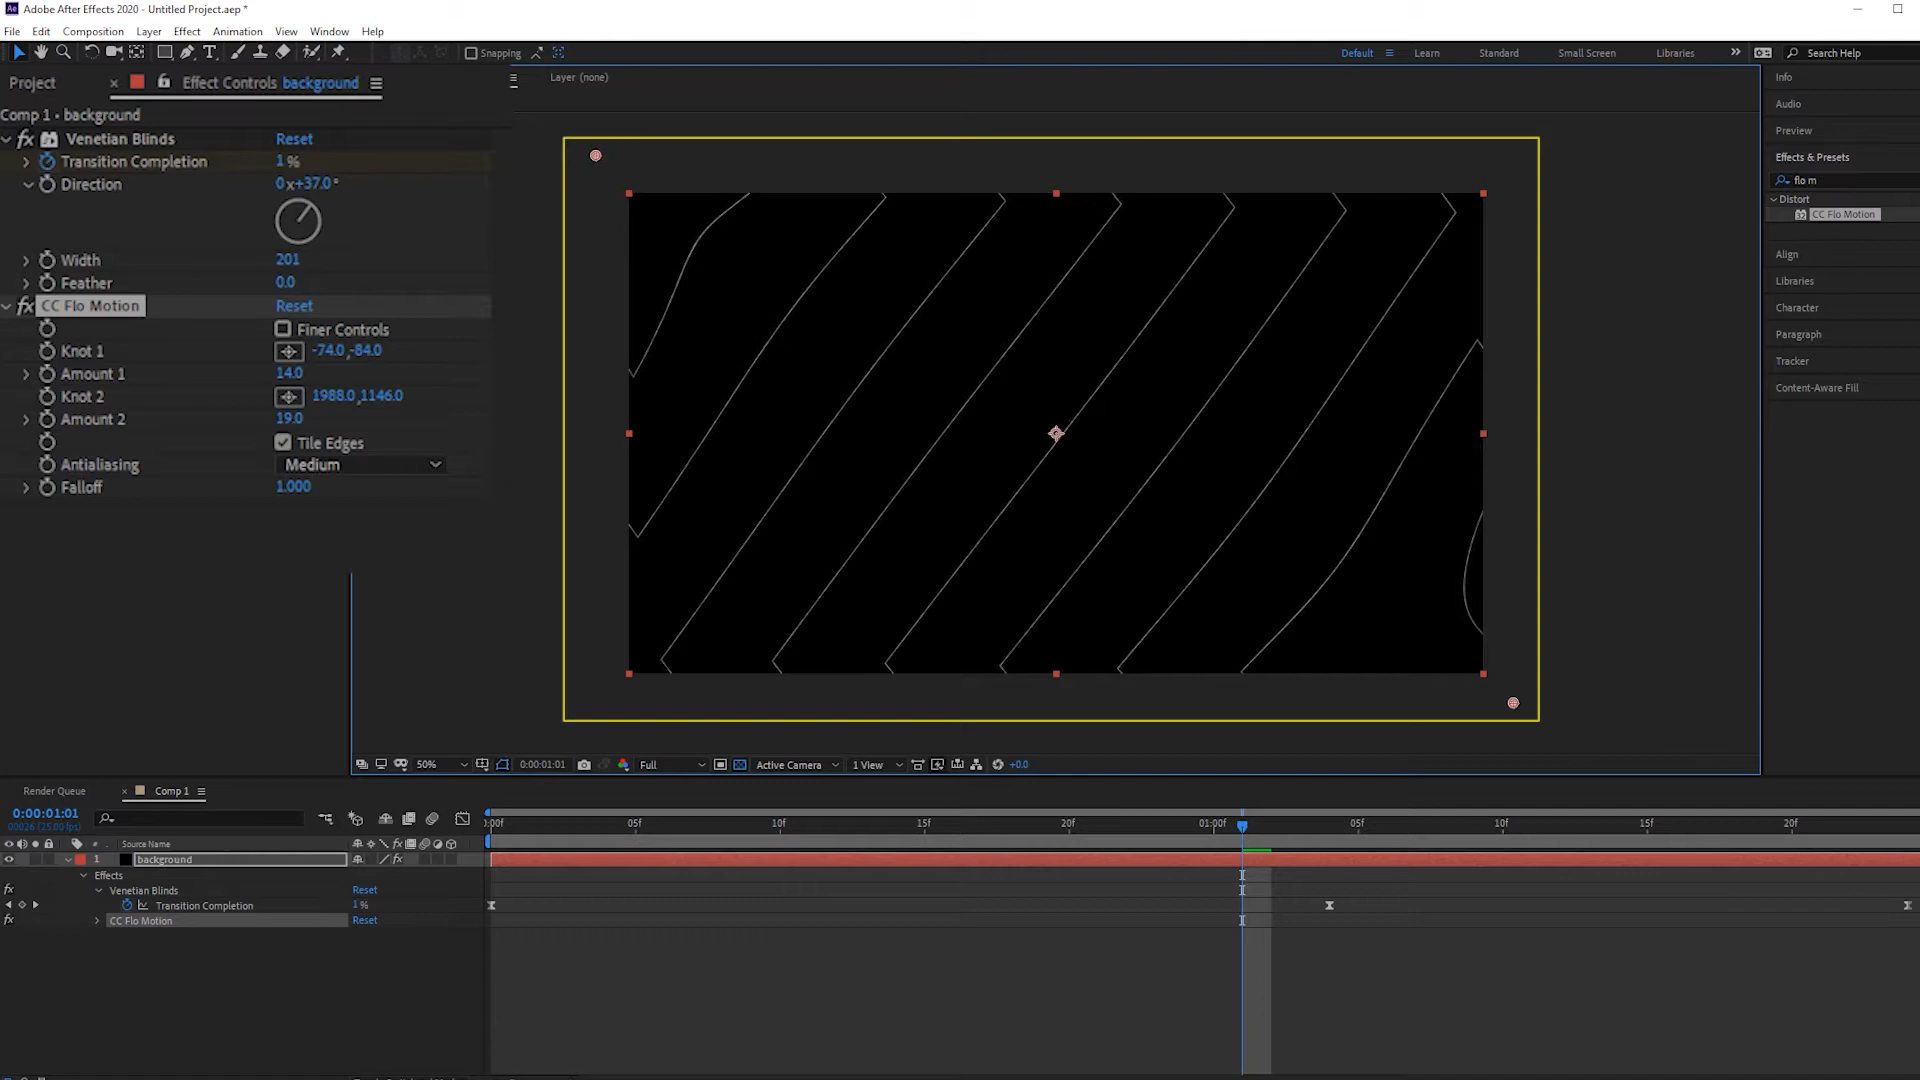 Adobe After Effects 2020 - Untitled Project.aep *
File Edit Composition Layer Effect Animation View Window Help
Snapping Default Learn Standard Small Screen Libraries Search Help
Project Effect Controls background
Layer (none)
Comp 1 • background
Venetian Blinds Reset
Transition Completion 1 %
Direction 0 x+37.0°
Width 201
Feather 0.0
CC Flo Motion Reset
Finer Controls
Knot 1 -74.0,-84.0
Amount 1 14.0
Knot 2 1988.0,1146.0
Amount 2 19.0
Tile Edges
Antialiasing Medium
Falloff 1.000
Info
Audio
Preview
Effects & Presets
flo m
Distort
CC Flo Motion
Align
Libraries
Character
Paragraph
Tracker
Content-Aware Fill
50% 0:00:01:01 Full Active Camera 1 View +0.0
Render Queue Comp 1
0:00:01:01
00026 (25.00 fps)
:00f 05f 10f 15f 20f 01:00f 05f 10f 15f 20f
# Source Name
1 background
Effects
Venetian Blinds Reset
Transition Completion 1 %
CC Flo Motion Reset